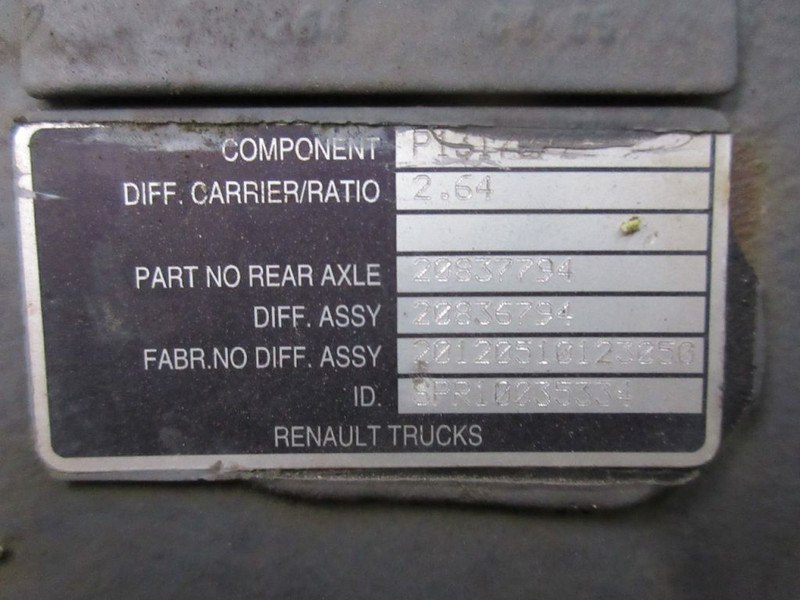 COMPONENT
DIFF. CARRIER/RATIO 2.64
PART NO REAR AXLE 20837794
DIFF. ASSY 20836794
FABR.NO DIFF. ASSY
ID. SPR10035334
RENAULT TRUCKS